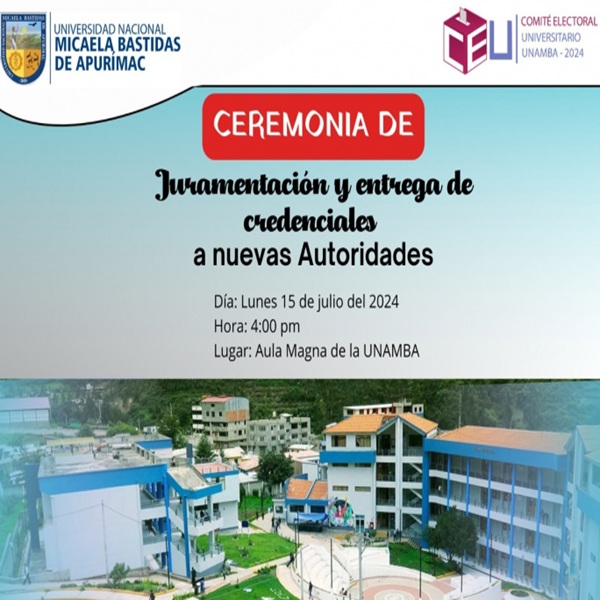 UNIVERSIDAD NACIONAL
MICAELA BASTIDAS
DE APURÍMAC
CEU
COMITÉ ELECTORAL
UNIVERSITARIO
UNAMBA - 2024
CEREMONIA DE
Juramentación y entrega de
credenciales
a nuevas Autoridades
Día: Lunes 15 de julio del 2024
Hora: 4:00 pm
Lugar: Aula Magna de la UNAMBA